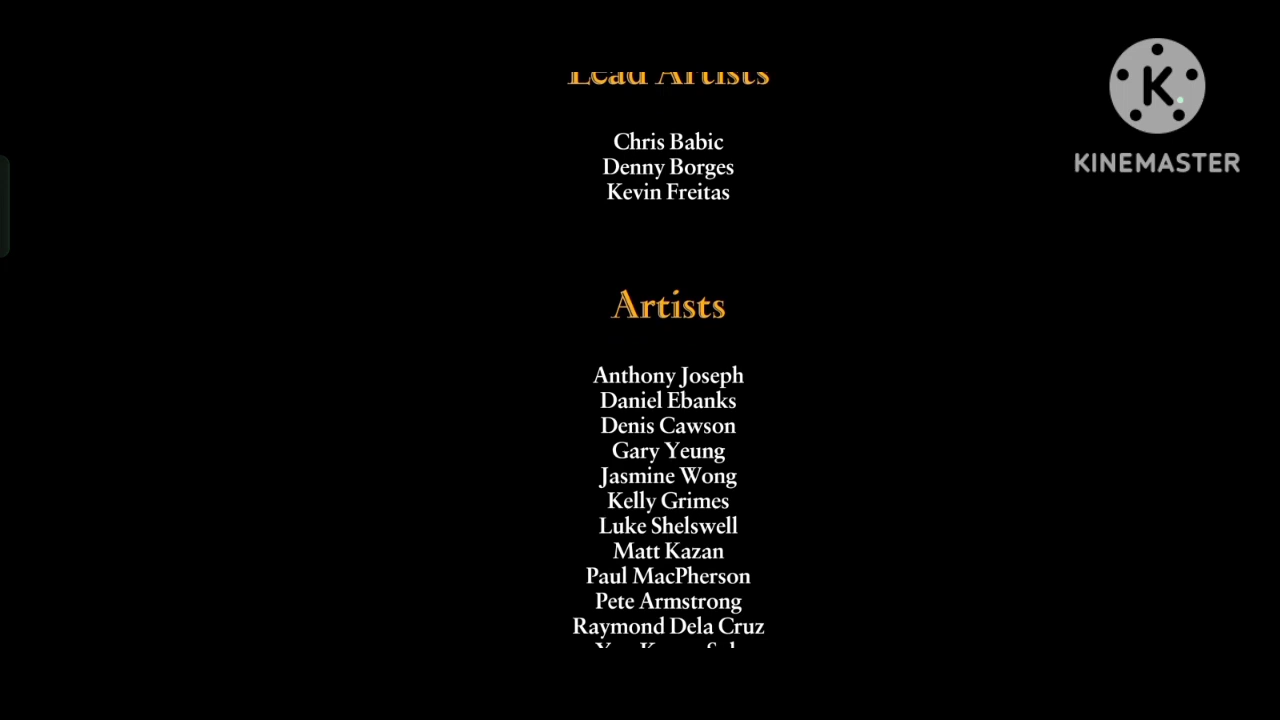 Lead Artists
Chris Babic
Denny Borges
Kevin Freitas
Artists
Anthony Joseph
Daniel Ebanks
Denis Cawson
Gary Yeung
Jasmine Wong
Kelly Grimes
Luke Shelswell
Matt Kazan
Paul MacPherson
Pete Armstrong
Raymond Dela Cruz
K.
KINEMASTER